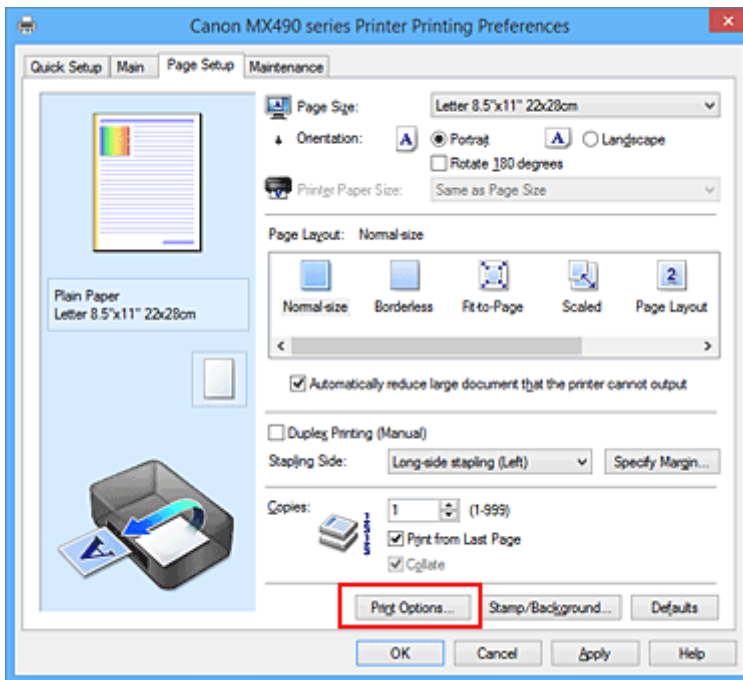 Canon MX490 series Printer Printing Preferences
Quick Setup Main Page Setup Maintenance
Page Size: Letter 8.5"x11" 22x28cm
Orientation: A Portrait A Landscape
Rotate 180 degrees
Printer Paper Size: Same as Page Size
Page Layout: Normal-size
2
Normal-size Borderless Fit-to-Page Scaled Page Layout
Plain Paper
Letter 8.5"x11" 22x28cm
Automatically reduce large document that the printer cannot output
Duplex Printing (Manual)
Stapling Side: Long-side stapling (Left) Specify Margin...
Copies: 1 (1-999)
Print from Last Page
Collate
A
Print Options... Stamp/Background... Defaults
OK Cancel Apply Help